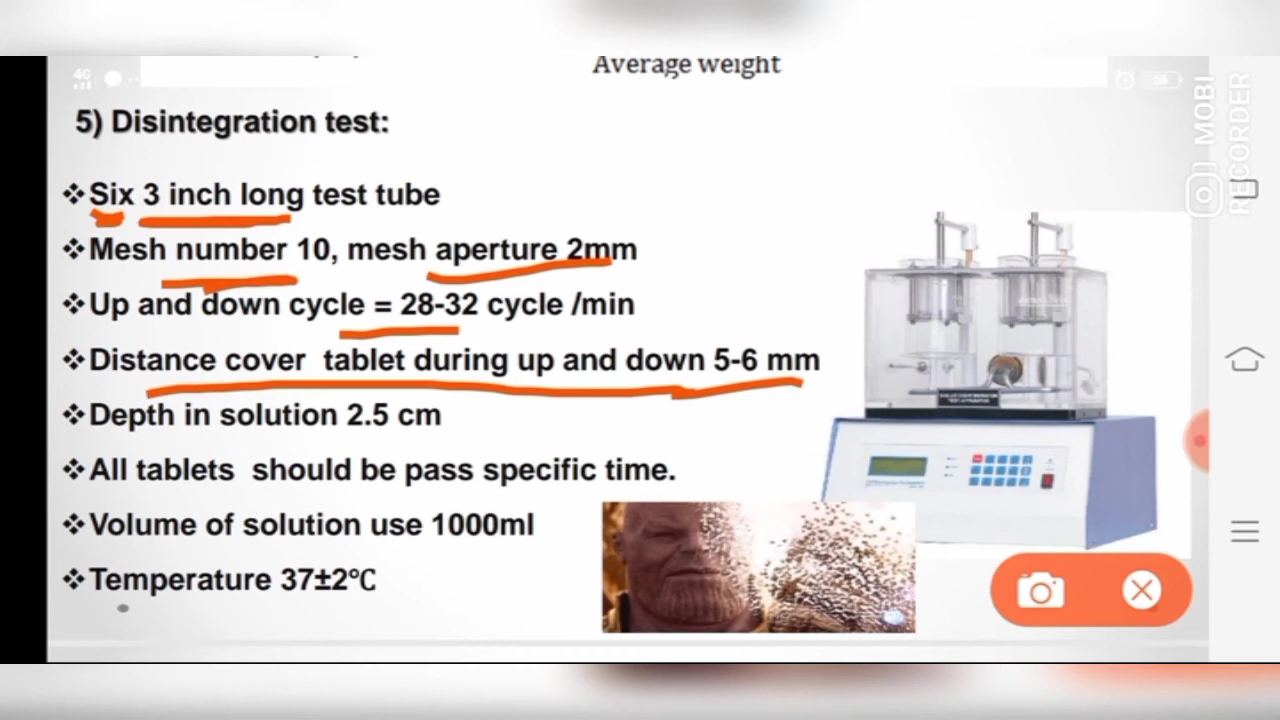 4G
Average weight
58
MOBI
RECORDER
5) Disintegration test:
❖Six 3 inch long test tube
❖Mesh number 10, mesh aperture 2mm
❖Up and down cycle = 28-32 cycle /min
❖Distance cover tablet during up and down 5-6 mm
❖Depth in solution 2.5 cm
❖All tablets should be pass specific time.
❖Volume of solution use 1000ml
❖Temperature 37±2℃